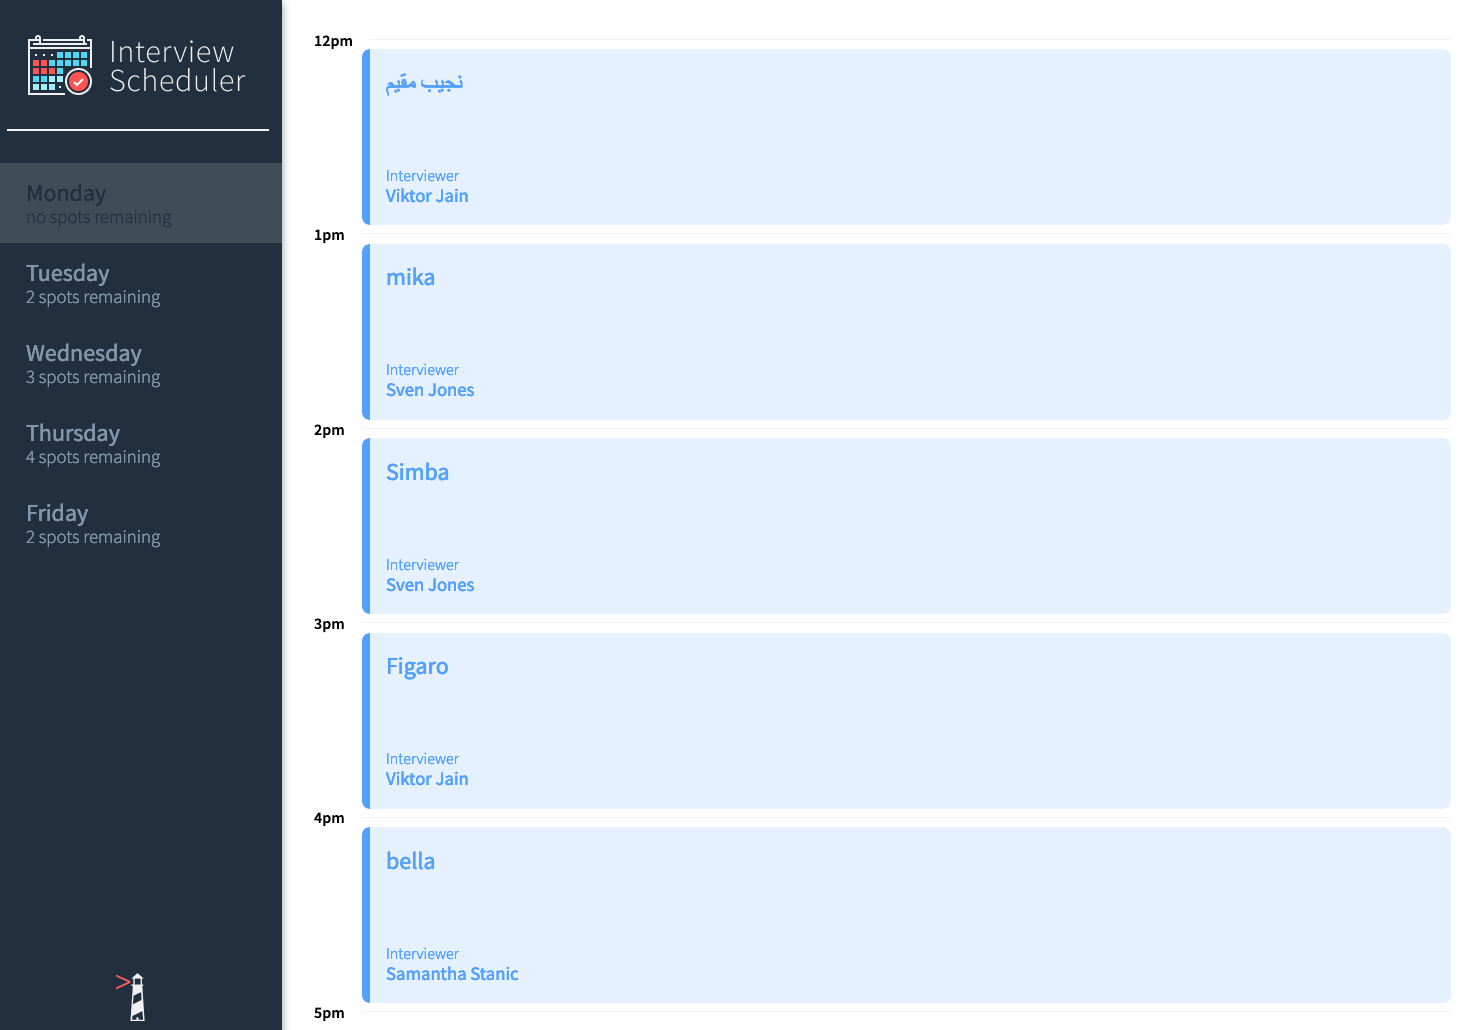 Interview
Scheduler
Monday
no spots remaining
Tuesday
2 spots remaining
Wednesday
3 spots remaining
Thursday
4 spots remaining
Friday
2 spots remaining
12pm
نجيب مقيم
Interviewer
Viktor Jain
1pm
mika
Interviewer
Sven Jones
2pm
Simba
Interviewer
Sven Jones
3pm
Figaro
Interviewer
Viktor Jain
4pm
bella
Interviewer
Samantha Stanic
5pm